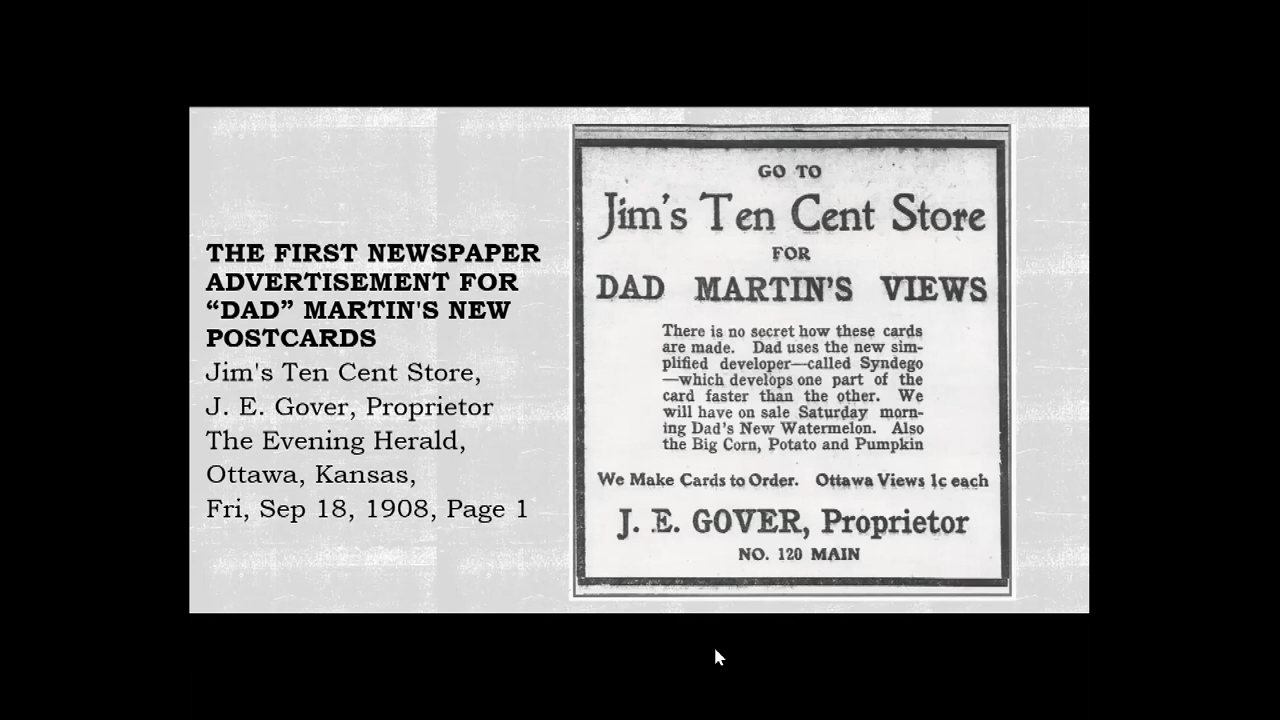 THE FIRST NEWSPAPER
ADVERTISEMENT FOR
“DAD” MARTIN'S NEW
POSTCARDS
Jim's Ten Cent Store,
J. E. Gover, Proprietor
The Evening Herald,
Ottawa, Kansas,
Fri, Sep 18, 1908, Page 1
GO TO
Jim's Ten Cent Store
FOR
DAD MARTIN'S VIEWS
There is no secret how these cards
are made. Dad uses the new sim-
plified developer—called Syndego
—which develops one part of the
card faster than the other. We
will have on sale Saturday morn-
ing Dad's New Watermelon. Also
the Big Corn, Potato and Pumpkin
We Make Cards to Order. Ottawa Views 1c each
J. E. GOVER, Proprietor
NO. 120 MAIN